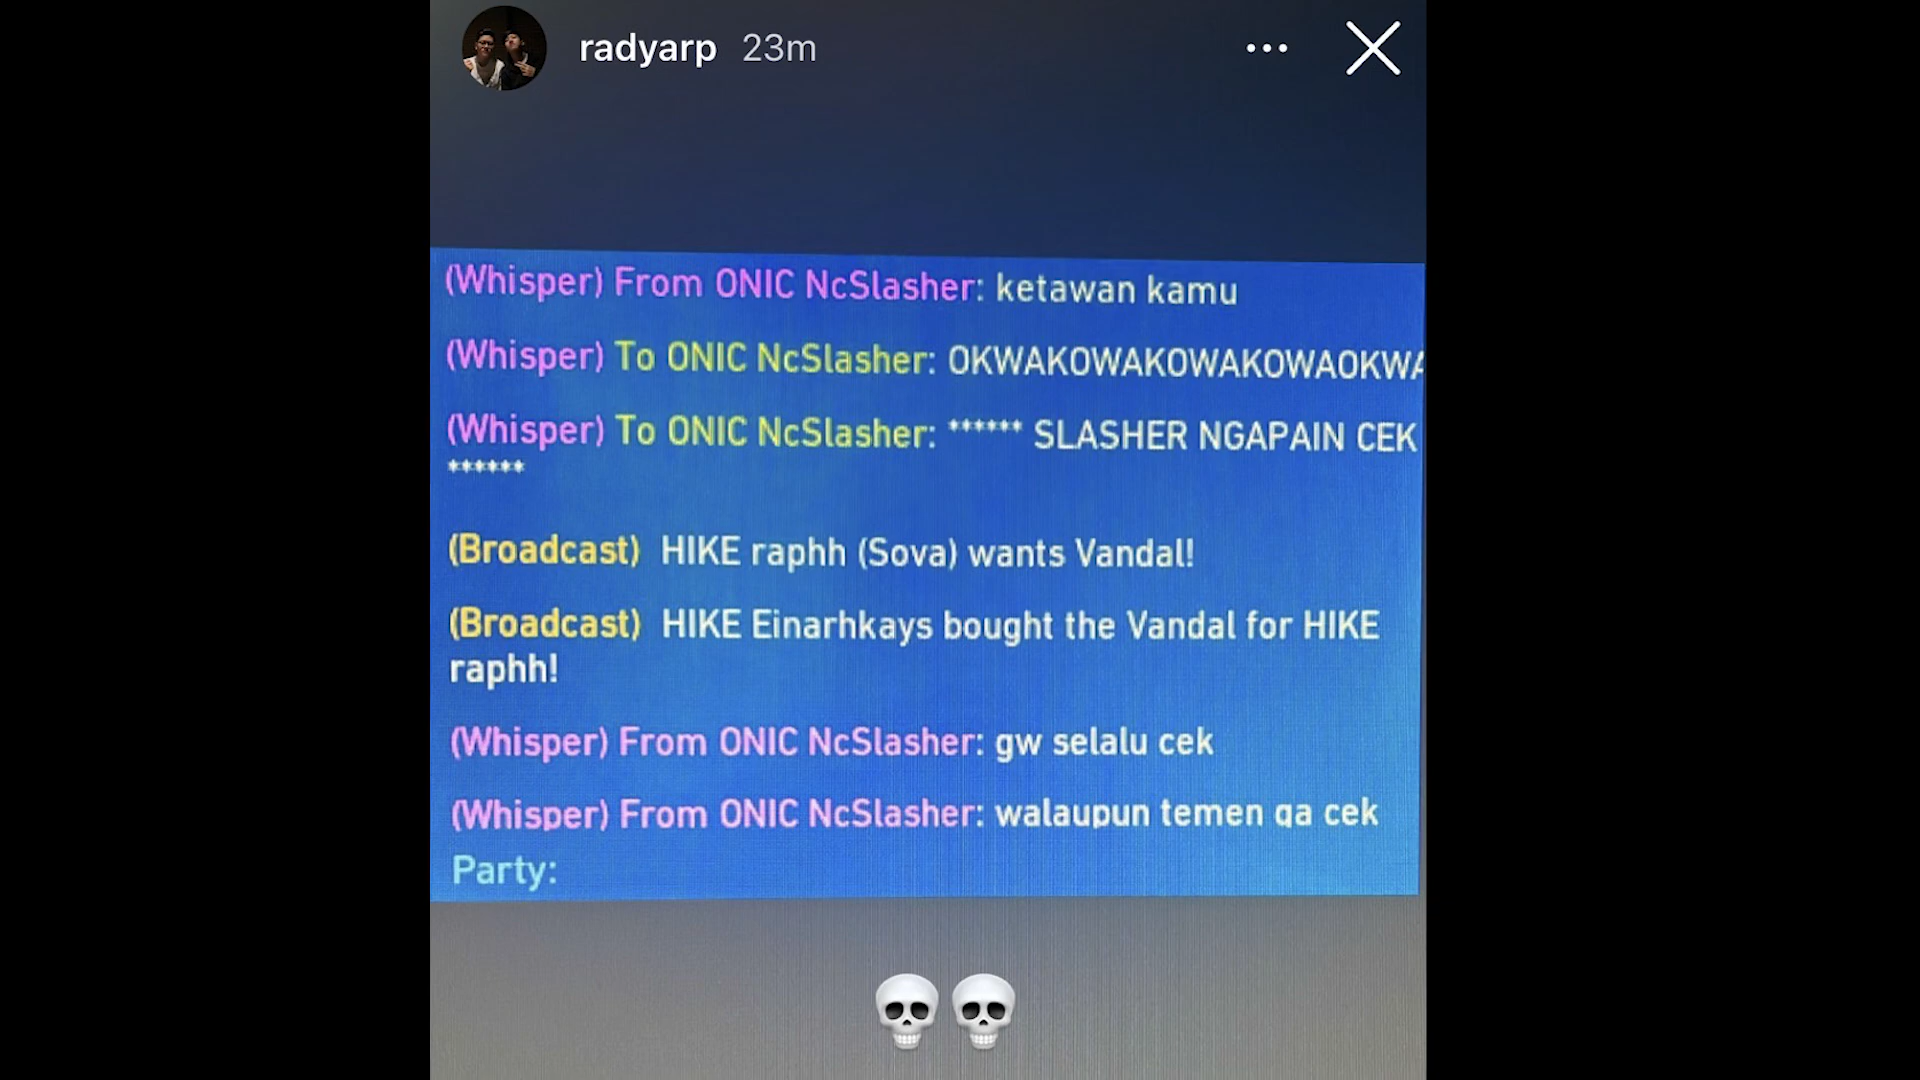 radyarp 23m
(Whisper) From ONIC NcSlasher: ketawan kamu
(Whisper) To ONIC NcSlasher: OKWAKOWAKOWAKOWAOKWA
(Whisper) To ONIC NcSlasher: ****** SLASHER NGAPAIN CEK
******
(Broadcast) HIKE raphh (Sova) wants Vandal!
(Broadcast) HIKE Einarhkays bought the Vandal for HIKE
raphh!
(Whisper) From ONIC NcSlasher: gw selalu cek
(Whisper) From ONIC NcSlasher: walaupun temen ga cek
Party: